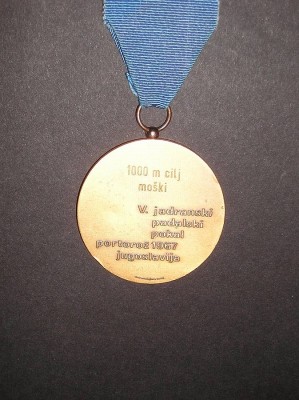 1000 m cilj
moški
V. jadranski
padalski
pokal
portorož 1967
jugoslavija